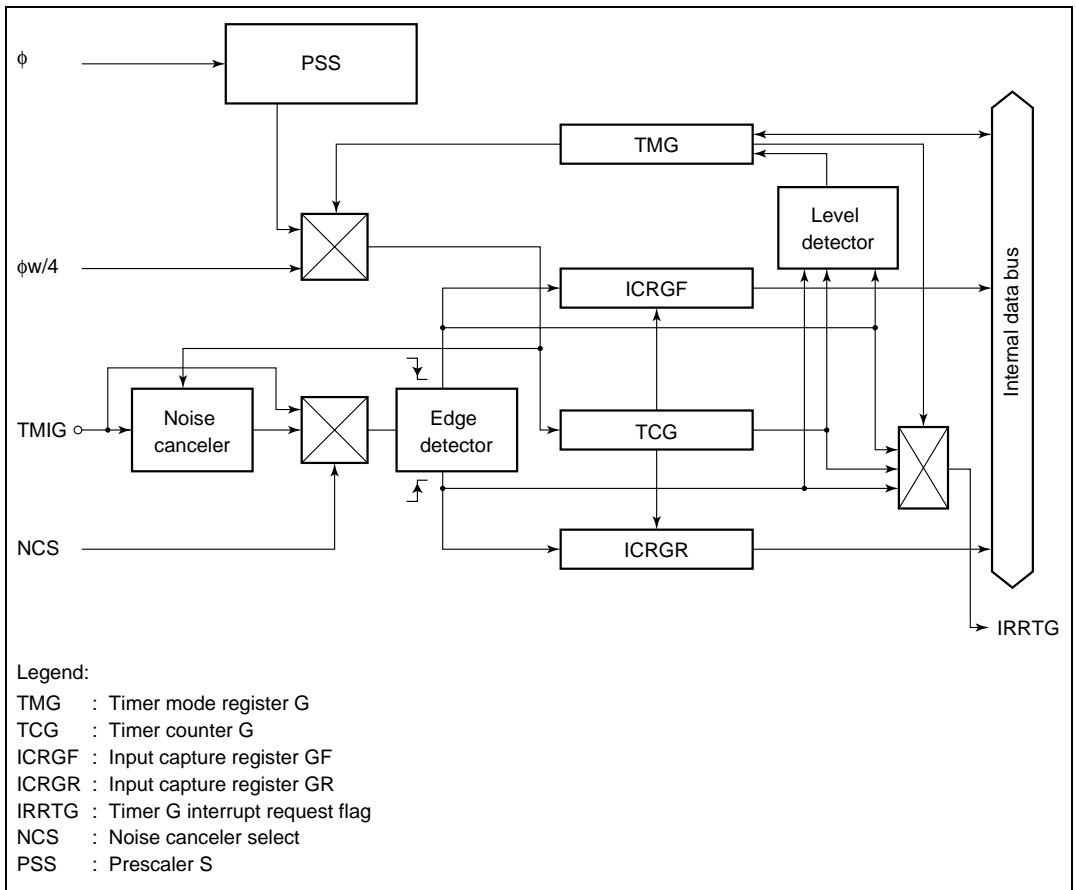 ϕ
PSS
TMG
Level
detector
ϕw/4
ICRGF
Internal data bus
TMIG
Noise
canceler
Edge
detector
TCG
NCS
ICRGR
IRRTG
Legend:
TMG : Timer mode register G
TCG : Timer counter G
ICRGF : Input capture register GF
ICRGR : Input capture register GR
IRRTG : Timer G interrupt request flag
NCS : Noise canceler select
PSS : Prescaler S